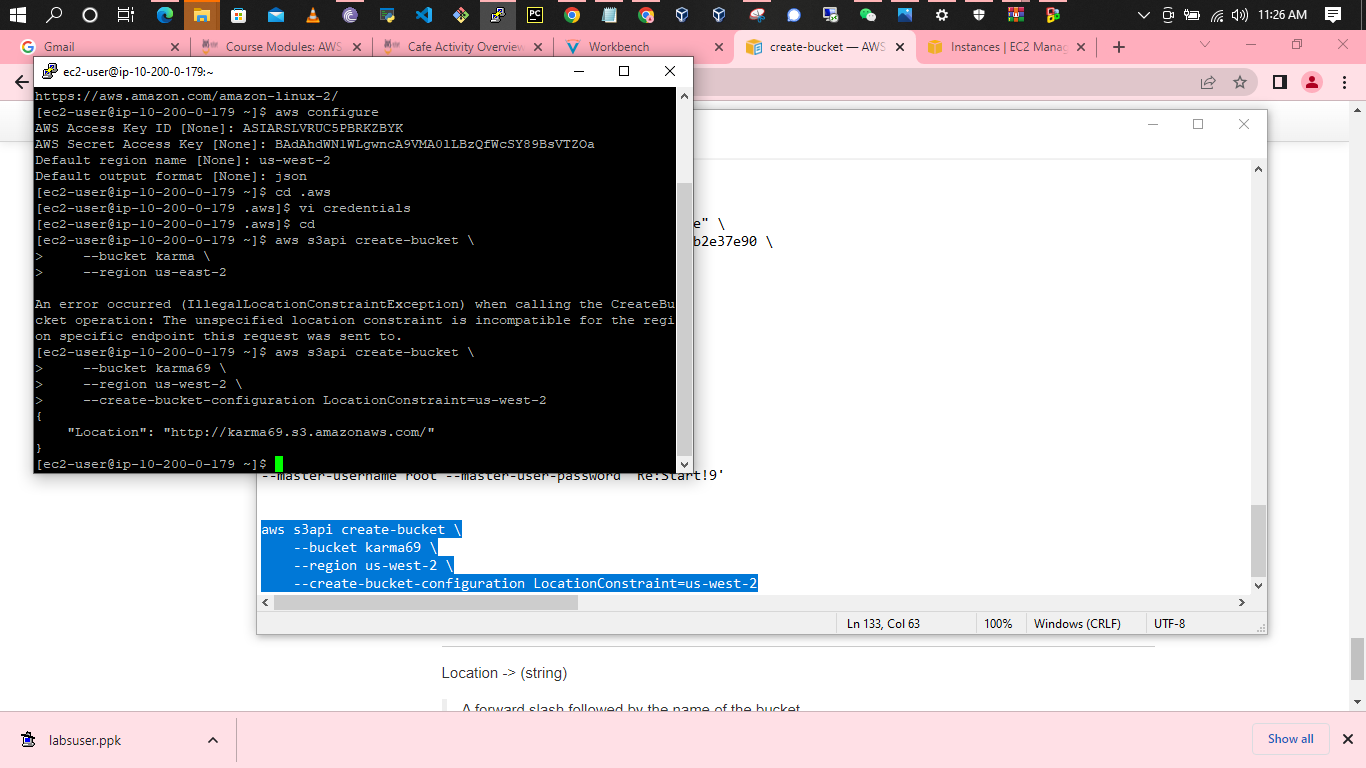 11:26 AM
Gmail
Course Modules: AWS
Cafe Activity Overview
Workbench
create-bucket — AWS
Instances | EC2 Manag
ec2-user@ip-10-200-0-179:~
https://aws.amazon.com/amazon-linux-2/
[ec2-user@ip-10-200-0-179 ~]$ aws configure
AWS Access Key ID [None]: ASIARSLVRUC5PBRKZBYK
AWS Secret Access Key [None]:
Default region name [None]: us-west-2
Default output format [None]: json
[ec2-user@ip-10-200-0-179 ~]$ cd .aws
[ec2-user@ip-10-200-0-179 .aws]$ vi credentials
[ec2-user@ip-10-200-0-179 .aws]$ cd
[ec2-user@ip-10-200-0-179 ~]$ aws s3api create-bucket \
>     --bucket karma \
>     --region us-east-2
An error occurred (IllegalLocationConstraintException) when calling the CreateBu
cket operation: The unspecified location constraint is incompatible for the regi
on specific endpoint this request was sent to.
[ec2-user@ip-10-200-0-179 ~]$ aws s3api create-bucket \
>     --bucket karma69 \
>     --region us-west-2 \
>     --create-bucket-configuration LocationConstraint=us-west-2
{
    "Location": "http://karma69.s3.amazonaws.com/"
}
[ec2-user@ip-10-200-0-179 ~]$
e" \
b2e37e90 \
--master-username root --master-user-password 'Re:Start!9'
aws s3api create-bucket \
    --bucket karma69 \
    --region us-west-2 \
    --create-bucket-configuration LocationConstraint=us-west-2
Ln 133, Col 63
100%
Windows (CRLF)
UTF-8
Location -> (string)
A forward slash followed by the name of the bucket
labsuser.ppk
Show all